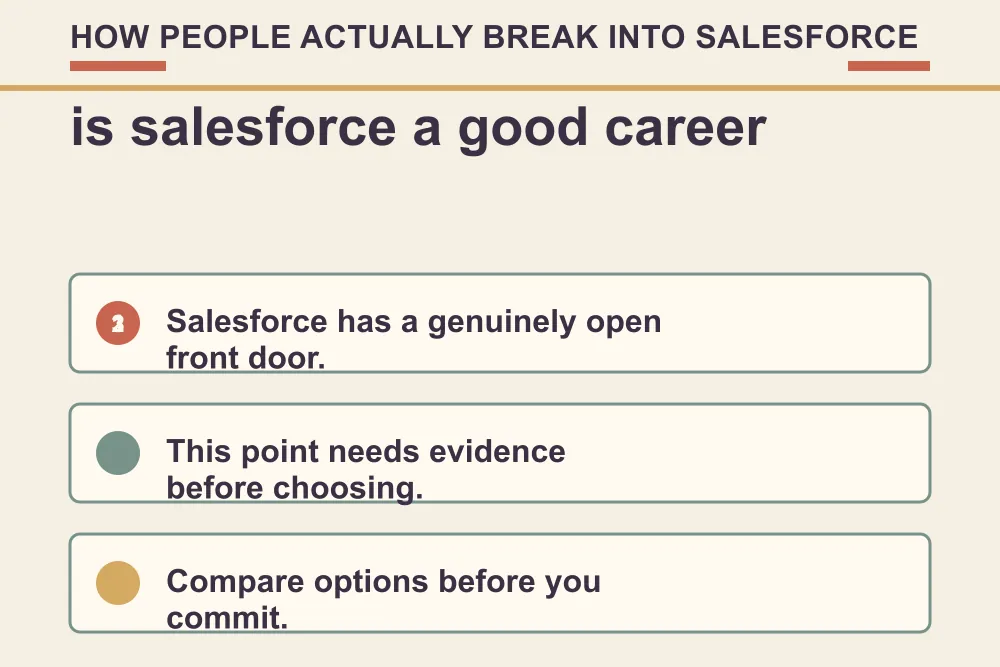 HOW PEOPLE ACTUALLY BREAK INTO SALESFORCE
is salesforce a good career
Salesforce has a genuinely open
front door.
This point needs evidence
before choosing.
Compare options before you
commit.